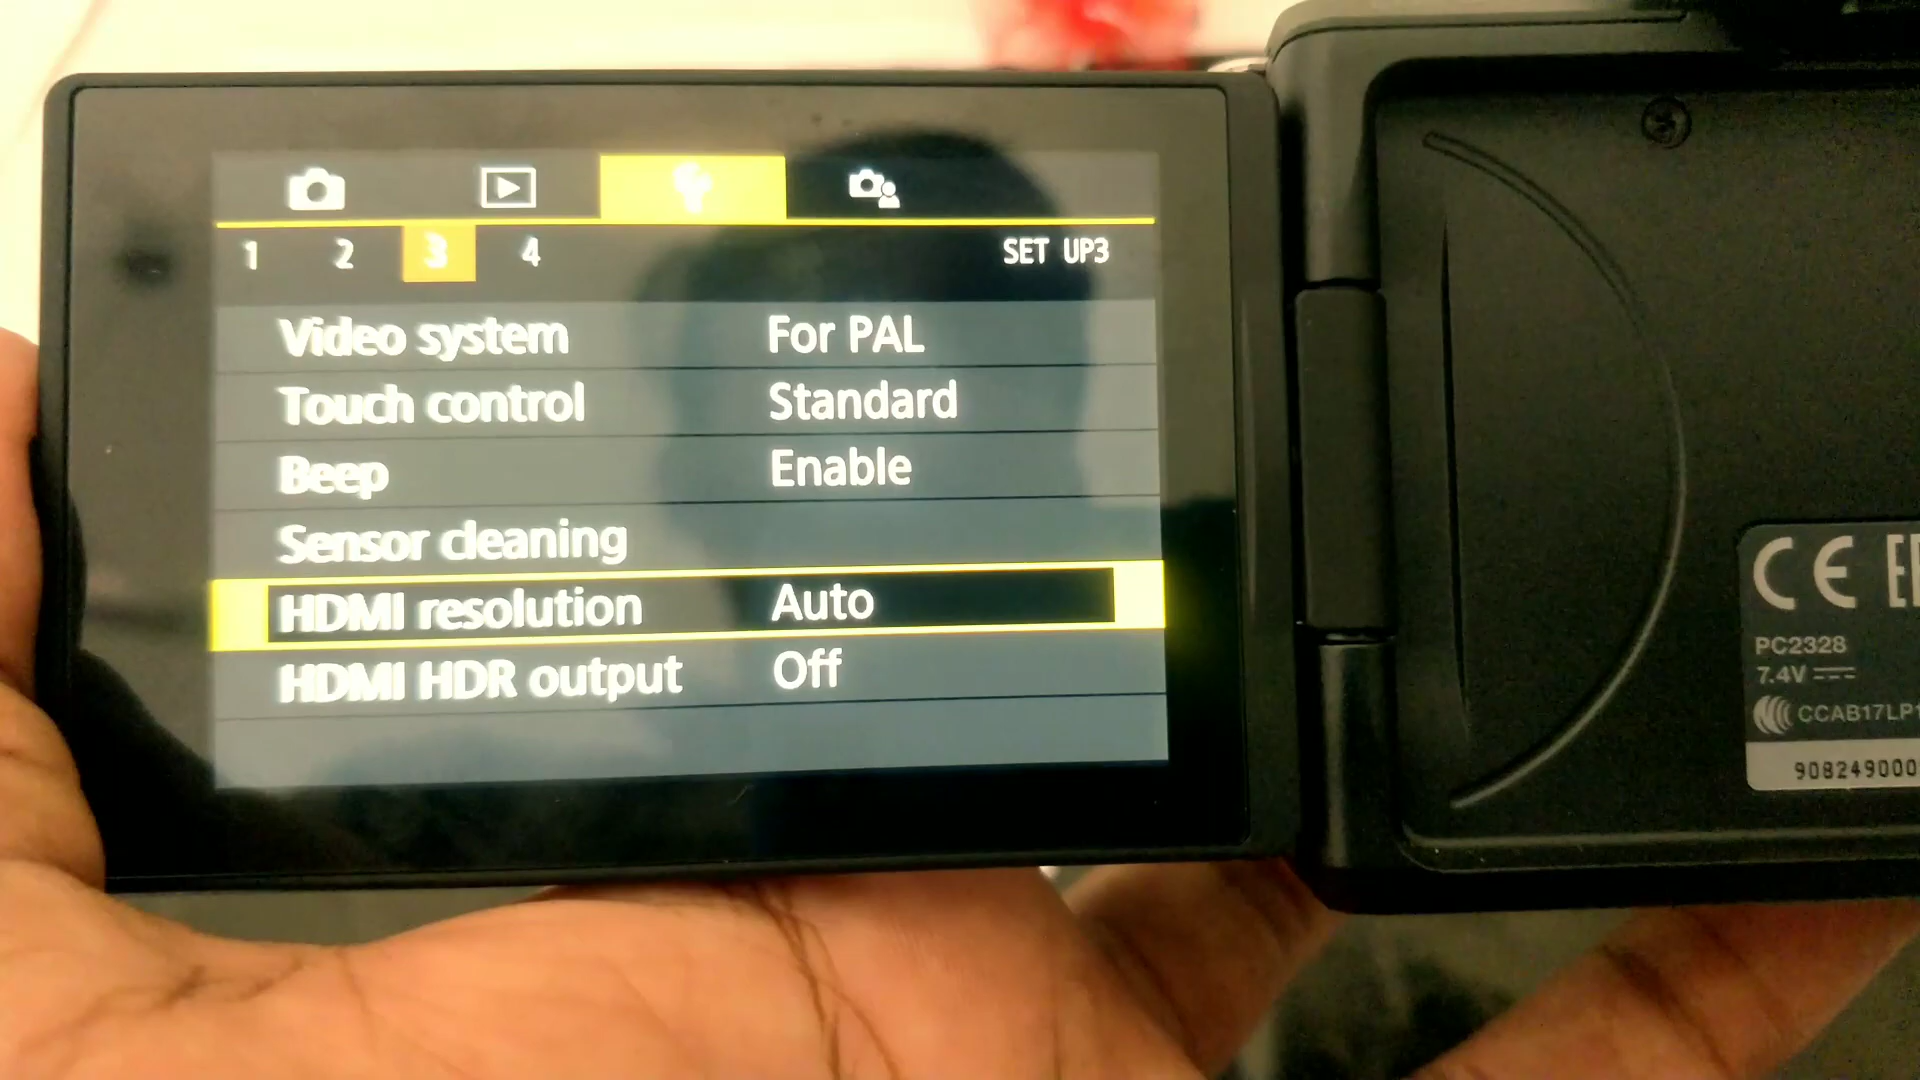 1 2 3 4 SET UP3
Video system For PAL
Touch control Standard
Beep Enable
Sensor cleaning
HDMI resolution Auto
HDMI HDR output Off
CE
PC2328
7.4V
CCAB17LP1
908249000